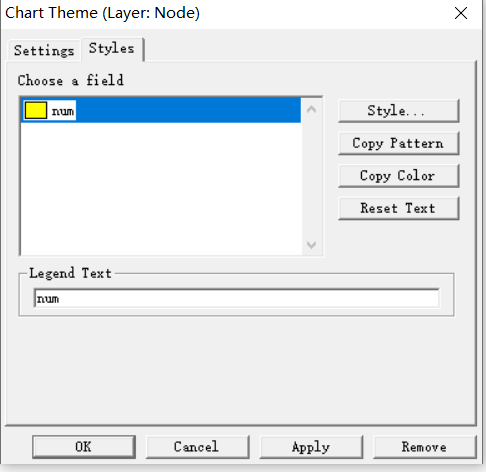 Chart Theme (Layer: Node)
Settings Styles
Choose a field
num
Style...
Copy Pattern
Copy Color
Reset Text
Legend Text
num
OK Cancel Apply Remove